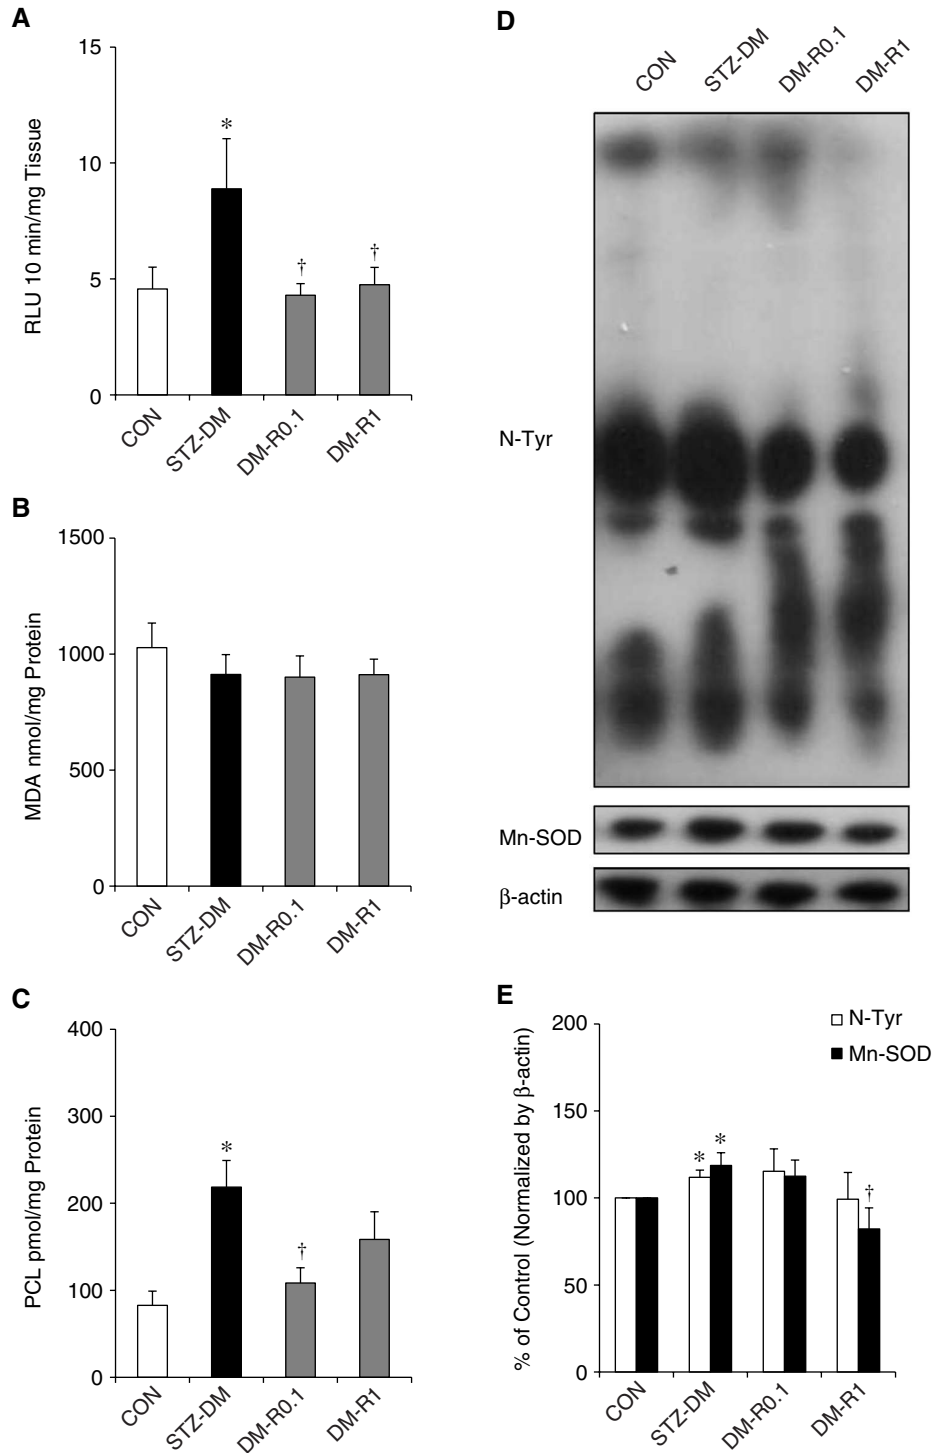 A
15
10
5
0
RLU 10 min/mg Tissue
*
†
†
CON
STZ-DM
DM-R0.1
DM-R1
B
1500
1000
500
0
MDA nmol/mg Protein
CON
STZ-DM
DM-R0.1
DM-R1
C
400
300
200
100
0
PCL pmol/mg Protein
*
†
CON
STZ-DM
DM-R0.1
DM-R1
D
CON
STZ-DM
DM-R0.1
DM-R1
N-Tyr
Mn-SOD
β-actin
E
200
150
100
50
0
% of Control (Normalized by β-actin)
N-Tyr
Mn-SOD
*
*
†
CON
STZ-DM
DM-R0.1
DM-R1